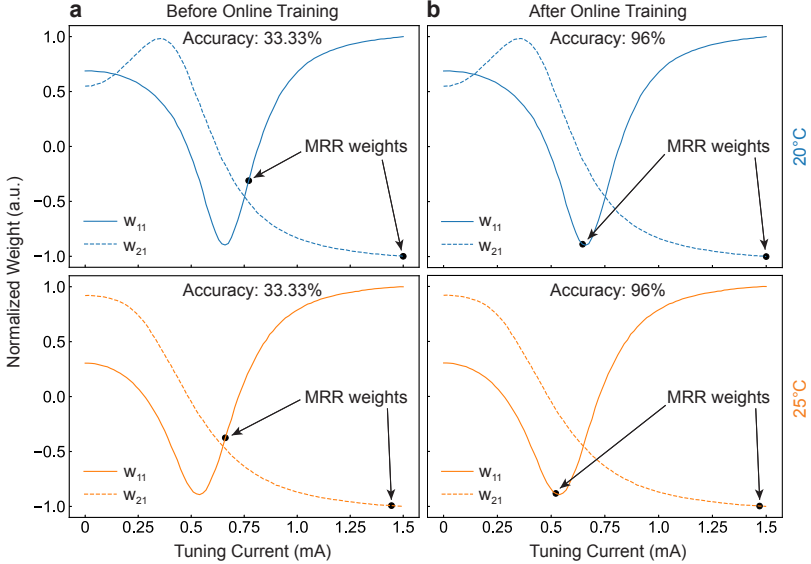 a Before Online Training
b After Online Training
Normalized Weight (a.u.)
Accuracy: 33.33%
MRR weights
w11
w21
1.0
0.5
0.0
−0.5
−1.0
Accuracy: 96%
MRR weights
w11
w21
20°C
Accuracy: 33.33%
MRR weights
w11
w21
1.0
0.5
0.0
−0.5
−1.0
0 0.25 0.5 0.75 1.0 1.25 1.5
Tuning Current (mA)
Accuracy: 96%
MRR weights
w11
w21
0 0.25 0.5 0.75 1.0 1.25 1.5
Tuning Current (mA)
25°C